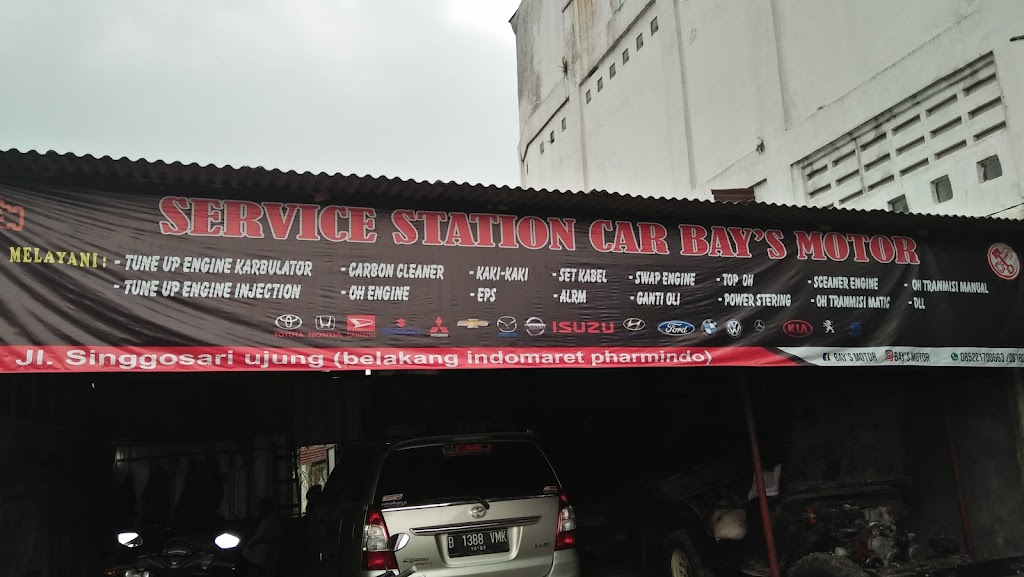 SERVICE STATION CAR BAY'S MOTOR
MELAYANI :
- TUNE UP ENGINE KARBULATOR
- TUNE UP ENGINE INJECTION
- CARBON CLEANER
- OH ENGINE
- KAKI-KAKI
- EPS
- SET KABEL
- ALRM
- SWAP ENGINE
- GANTI OLI
- TOP OH
- POWER STERING
- SCEANER ENGINE
- OH TRANMISI MATIC
- OH TRANMISI MANUAL
- DLL
TOYOTA HONDA DAIHATSU SUZUKI ISUZU Ford KIA
Jl. Singgosari ujung (belakang indomaret pharmindo)
BAY'S MOTOR BAY'S MOTOR 085221700663
B 1388 VMK